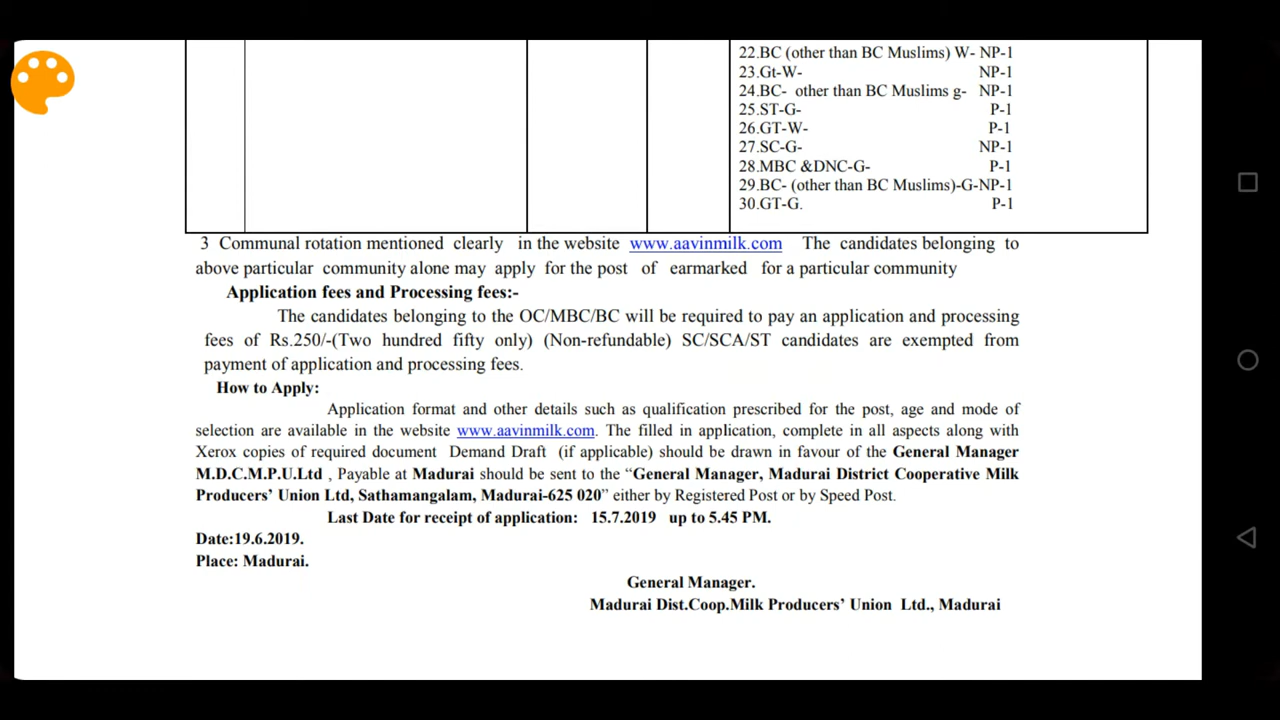 22.BC (other than BC Muslims) W- NP-1
23.Gt-W- NP-1
24.BC- other than BC Muslims g- NP-1
25.ST-G- P-1
26.GT-W- P-1
27.SC-G- NP-1
28.MBC &DNC-G- P-1
29.BC- (other than BC Muslims)-G-NP-1
30.GT-G. P-1
3 Communal rotation mentioned clearly in the website www.aavinmilk.com The candidates belonging to
above particular community alone may apply for the post of earmarked for a particular community
Application fees and Processing fees:-
The candidates belonging to the OC/MBC/BC will be required to pay an application and processing
fees of Rs.250/-(Two hundred fifty only) (Non-refundable) SC/SCA/ST candidates are exempted from
payment of application and processing fees.
How to Apply:
Application format and other details such as qualification prescribed for the post, age and mode of
selection are available in the website www.aavinmilk.com. The filled in application, complete in all aspects along with
Xerox copies of required document Demand Draft (if applicable) should be drawn in favour of the General Manager
M.D.C.M.P.U.Ltd , Payable at Madurai should be sent to the “General Manager, Madurai District Cooperative Milk
Producers’ Union Ltd, Sathamangalam, Madurai-625 020” either by Registered Post or by Speed Post.
Last Date for receipt of application: 15.7.2019 up to 5.45 PM.
Date:19.6.2019.
Place: Madurai.
General Manager.
Madurai Dist.Coop.Milk Producers’ Union Ltd., Madurai